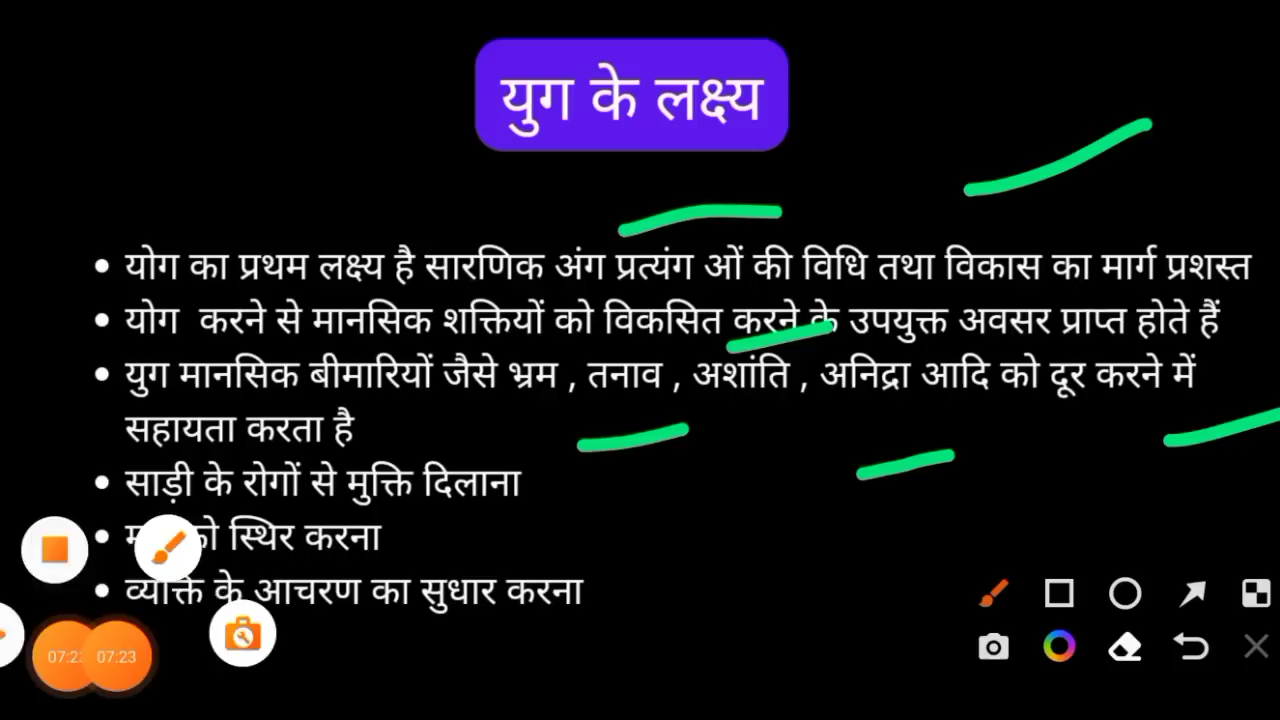 युग के लक्ष्य
योग का प्रथम लक्ष्य है सारणिक अंग प्रत्यंग ओं की विधि तथा विकास का मार्ग प्रशस्त
योग करने से मानसिक शक्तियों को विकसित करने के उपयुक्त अवसर प्राप्त होते हैं
युग मानसिक बीमारियों जैसे भ्रम , तनाव , अशांति , अनिद्रा आदि को दूर करने में
सहायता करता है
साड़ी के रोगों से मुक्ति दिलाना
को स्थिर करना
व्यक्ति के आचरण का सुधार करना
07:23